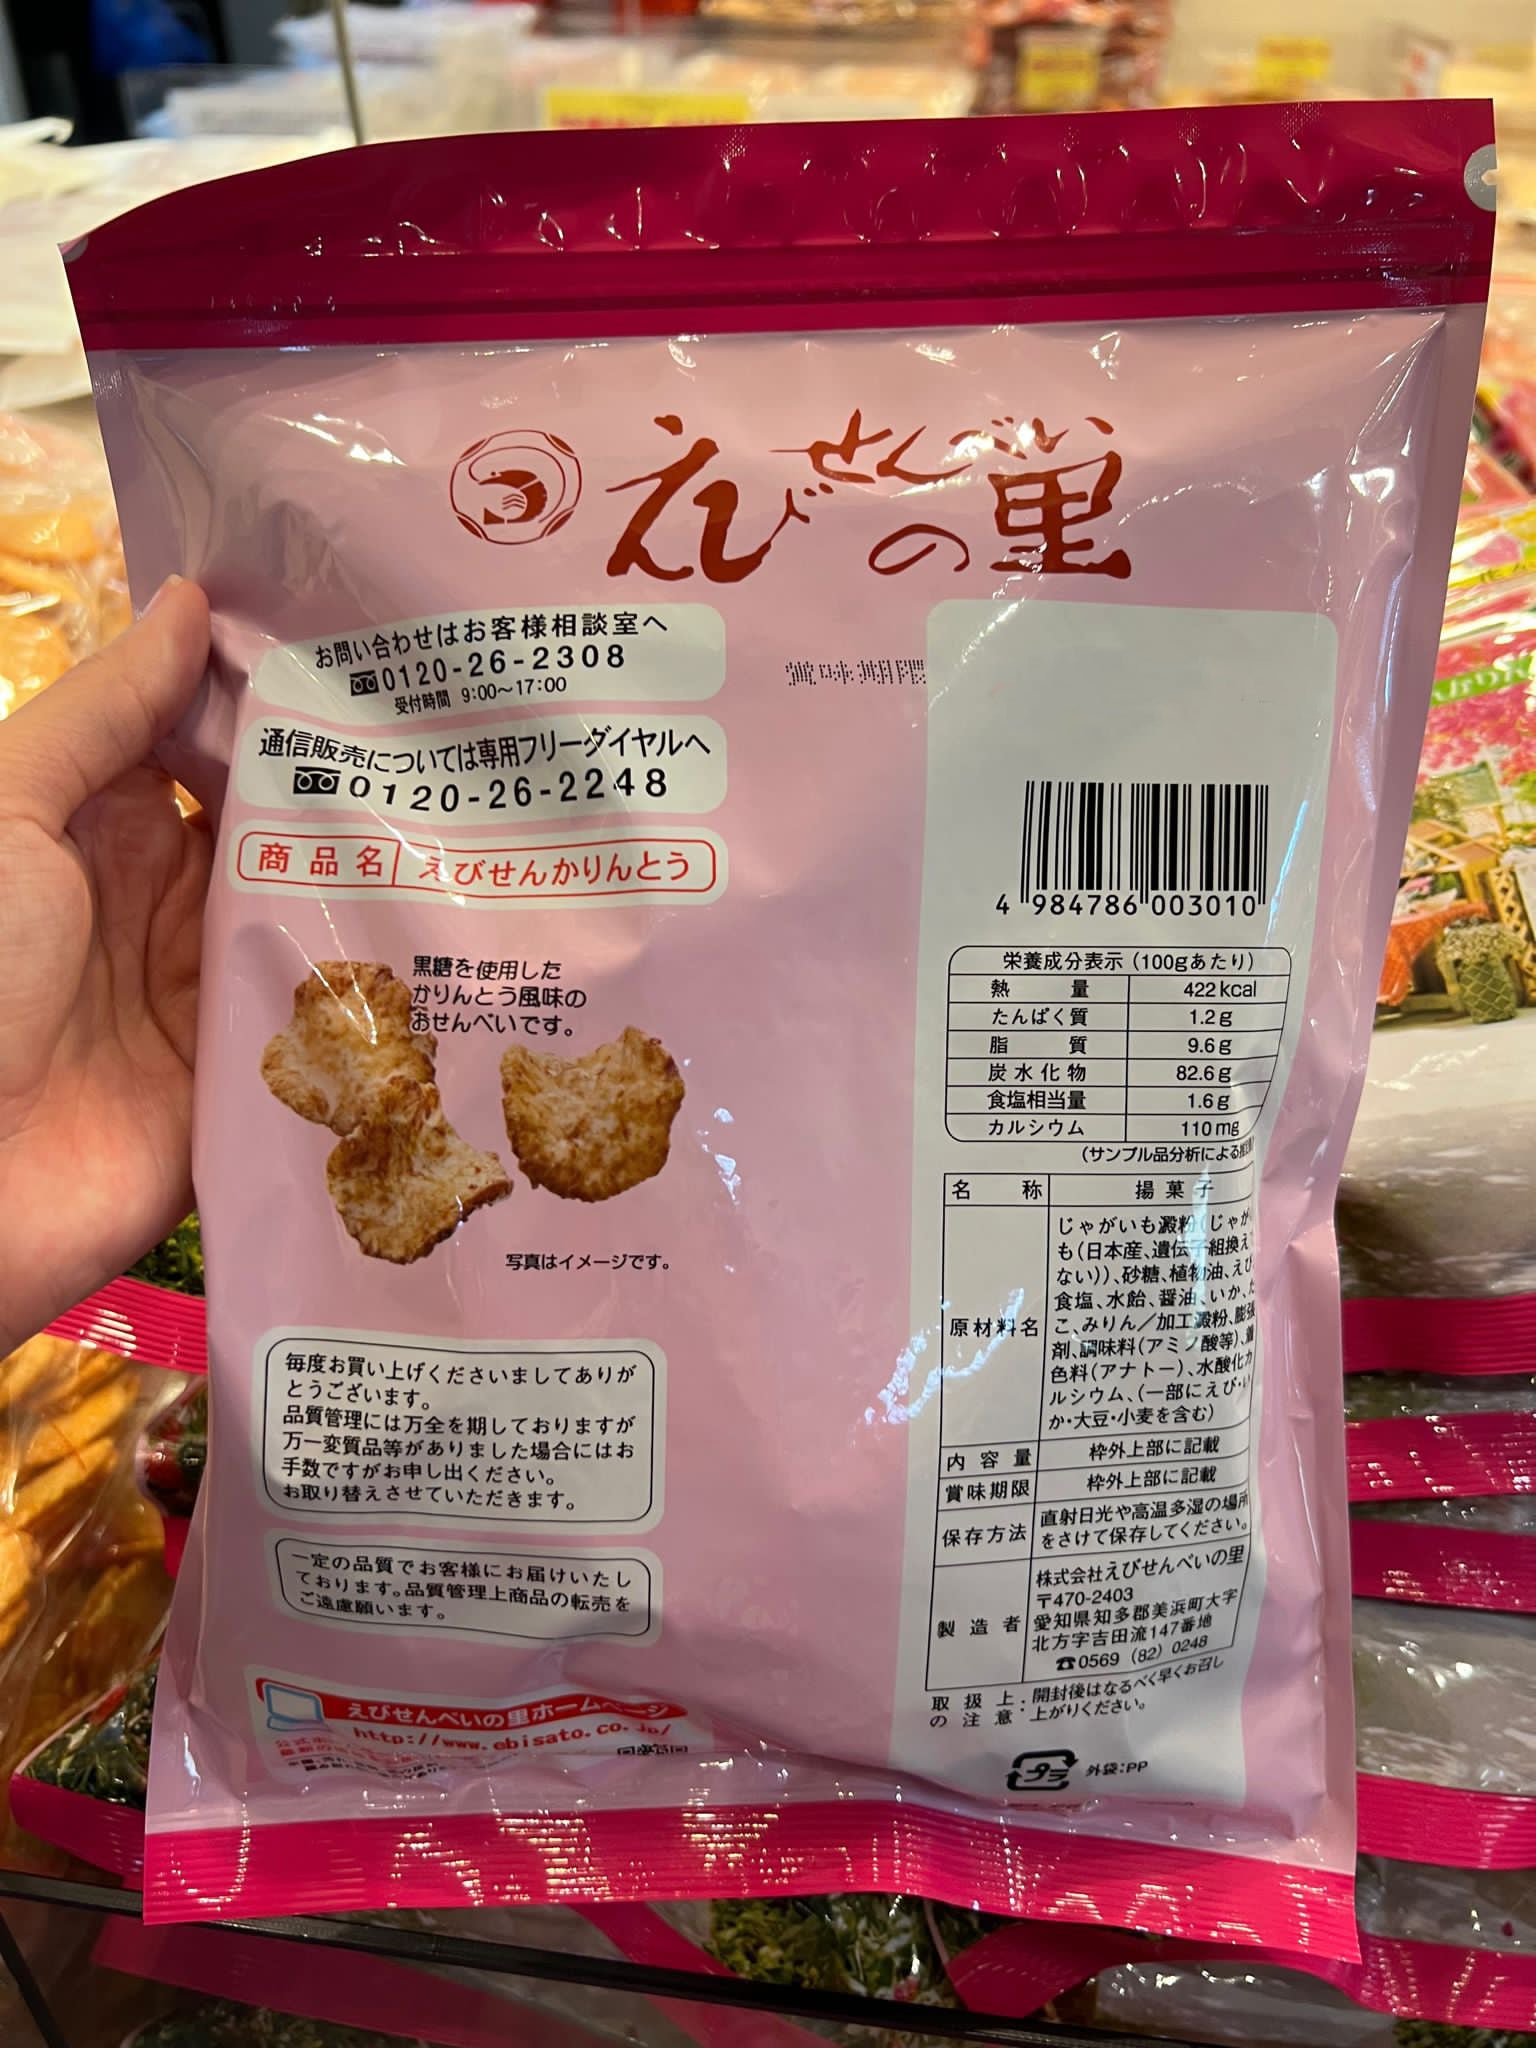 えびせんべいの里
お問い合わせはお客様相談室へ
0120-26-2308
受付時間 9:00〜17:00
通信販売については専用フリーダイヤルへ
0120-26-2248
商品名 えびせんかりんとう
黒糖を使用した
かりんとう風味の
おせんべいです。
写真はイメージです。
毎度お買い上げくださいましてありが
とうございます。
品質管理には万全を期しておりますが
万一変質品等がありました場合にはお
手数ですがお申し出ください。
お取り替えさせていただきます。
一定の品質でお客様にお届けいたし
ております。品質管理上商品の転売を
ご遠慮願います。
えびせんべいの里ホームページ
http://www.ebisato.co.jp/
賞味期限
4 984786 003010
栄養成分表示（100gあたり）
熱量 422kcal
たんぱく質 1.2g
脂質 9.6g
炭水化物 82.6g
食塩相当量 1.6g
カルシウム 110mg
（サンプル品分析による
名称 揚菓子
原材料名 じゃがいも澱粉（じゃが
も（日本産、遺伝子組換え
ない））、砂糖、植物油、えび、
食塩、水飴、醤油、いか、た
こ、みりん／加工澱粉、膨張
剤、調味料（アミノ酸等）、着
色料（アナトー）、水酸化カ
ルシウム、（一部にえび・い
か・大豆・小麦を含む）
内容量 枠外上部に記載
賞味期限 枠外上部に記載
保存方法 直射日光や高温多湿の場所
をさけて保存してください。
製造者 株式会社えびせんべいの里
〒470-2403
愛知県知多郡美浜町大字
北方字吉田流147番地
☎0569（82）0248
取扱上の注意：開封後はなるべく早くお召し
上がりください。
プラ 外袋：PP